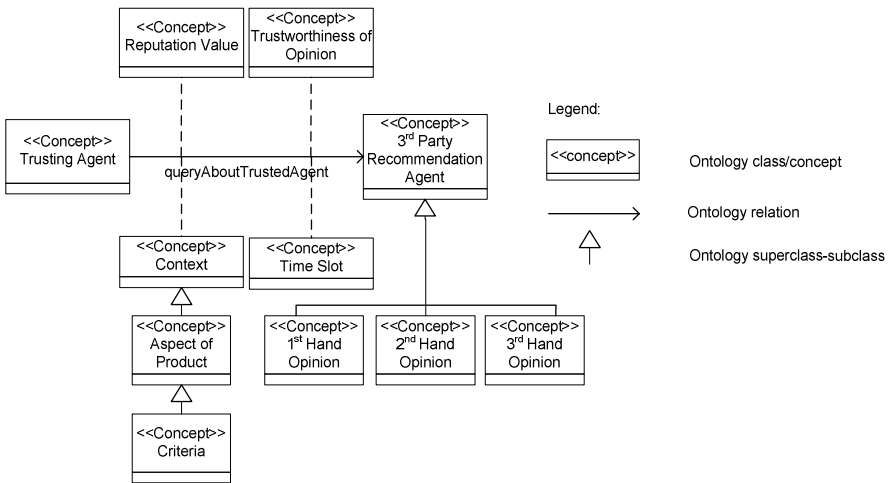 <<Concept>>
Reputation Value
<<Concept>>
Trustworthiness of
Opinion
<<Concept>>
Trusting Agent
queryAboutTrustedAgent
<<Concept>>
3rd Party
Recommendation
Agent
<<Concept>>
Context
<<Concept>>
Time Slot
<<Concept>>
Aspect of
Product
<<Concept>>
1st Hand
Opinion
<<Concept>>
2nd Hand
Opinion
<<Concept>>
3rd Hand
Opinion
<<Concept>>
Criteria
Legend:
<<concept>>
Ontology class/concept
Ontology relation
Ontology superclass-subclass